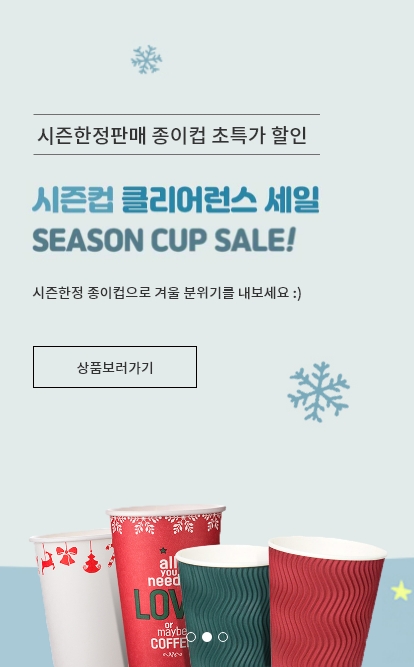 시즌한정판매 종이컵 초특가 할인
시즌컵 클리어런스 세일
SEASON CUP SALE!
시즌한정 종이컵으로 겨울 분위기를 내보세요 :)
상품보러가기
all
you
need
LOV
or
maybe
COFFEE